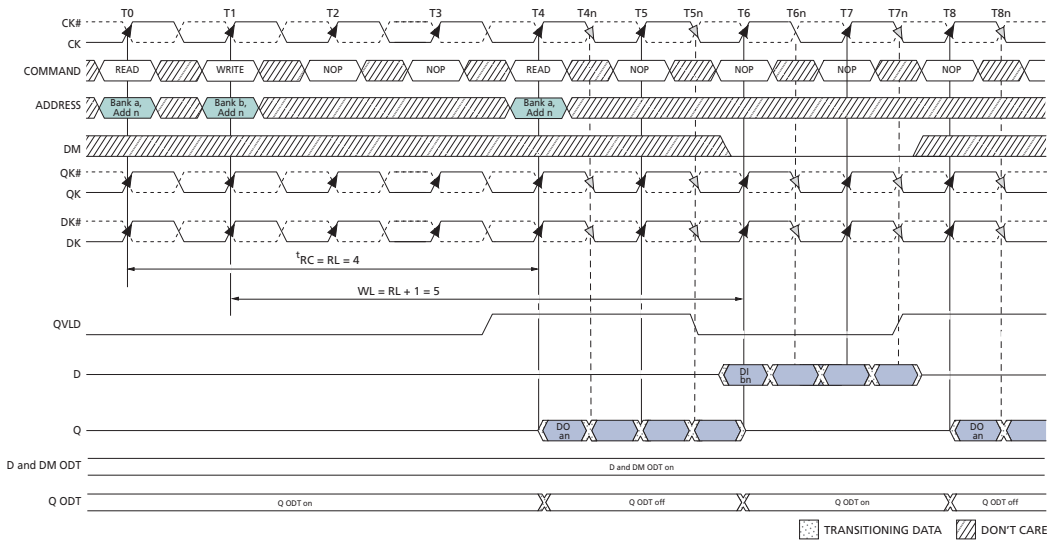 T0 T1 T2 T3 T4 T4n T5 T5n T6 T6n T7 T7n T8 T8n
CK#
CK
COMMAND READ WRITE NOP NOP READ NOP NOP NOP NOP
ADDRESS Bank a, Add n Bank b, Add n Bank a, Add n
DM
QK#
QK
DK#
DK
tRC = RL = 4
WL = RL + 1 = 5
QVLD
D DI bn
Q DO an DO an
D and DM ODT D and DM ODT on
Q ODT Q ODT on Q ODT off Q ODT on Q ODT off
TRANSITIONING DATA DON'T CARE